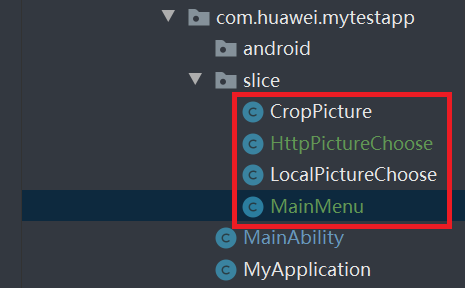 com.huawei.mytestapp
android
slice
C CropPicture
C HttpPictureChoose
C LocalPictureChoose
C MainMenu
C MainAbility
C MyApplication